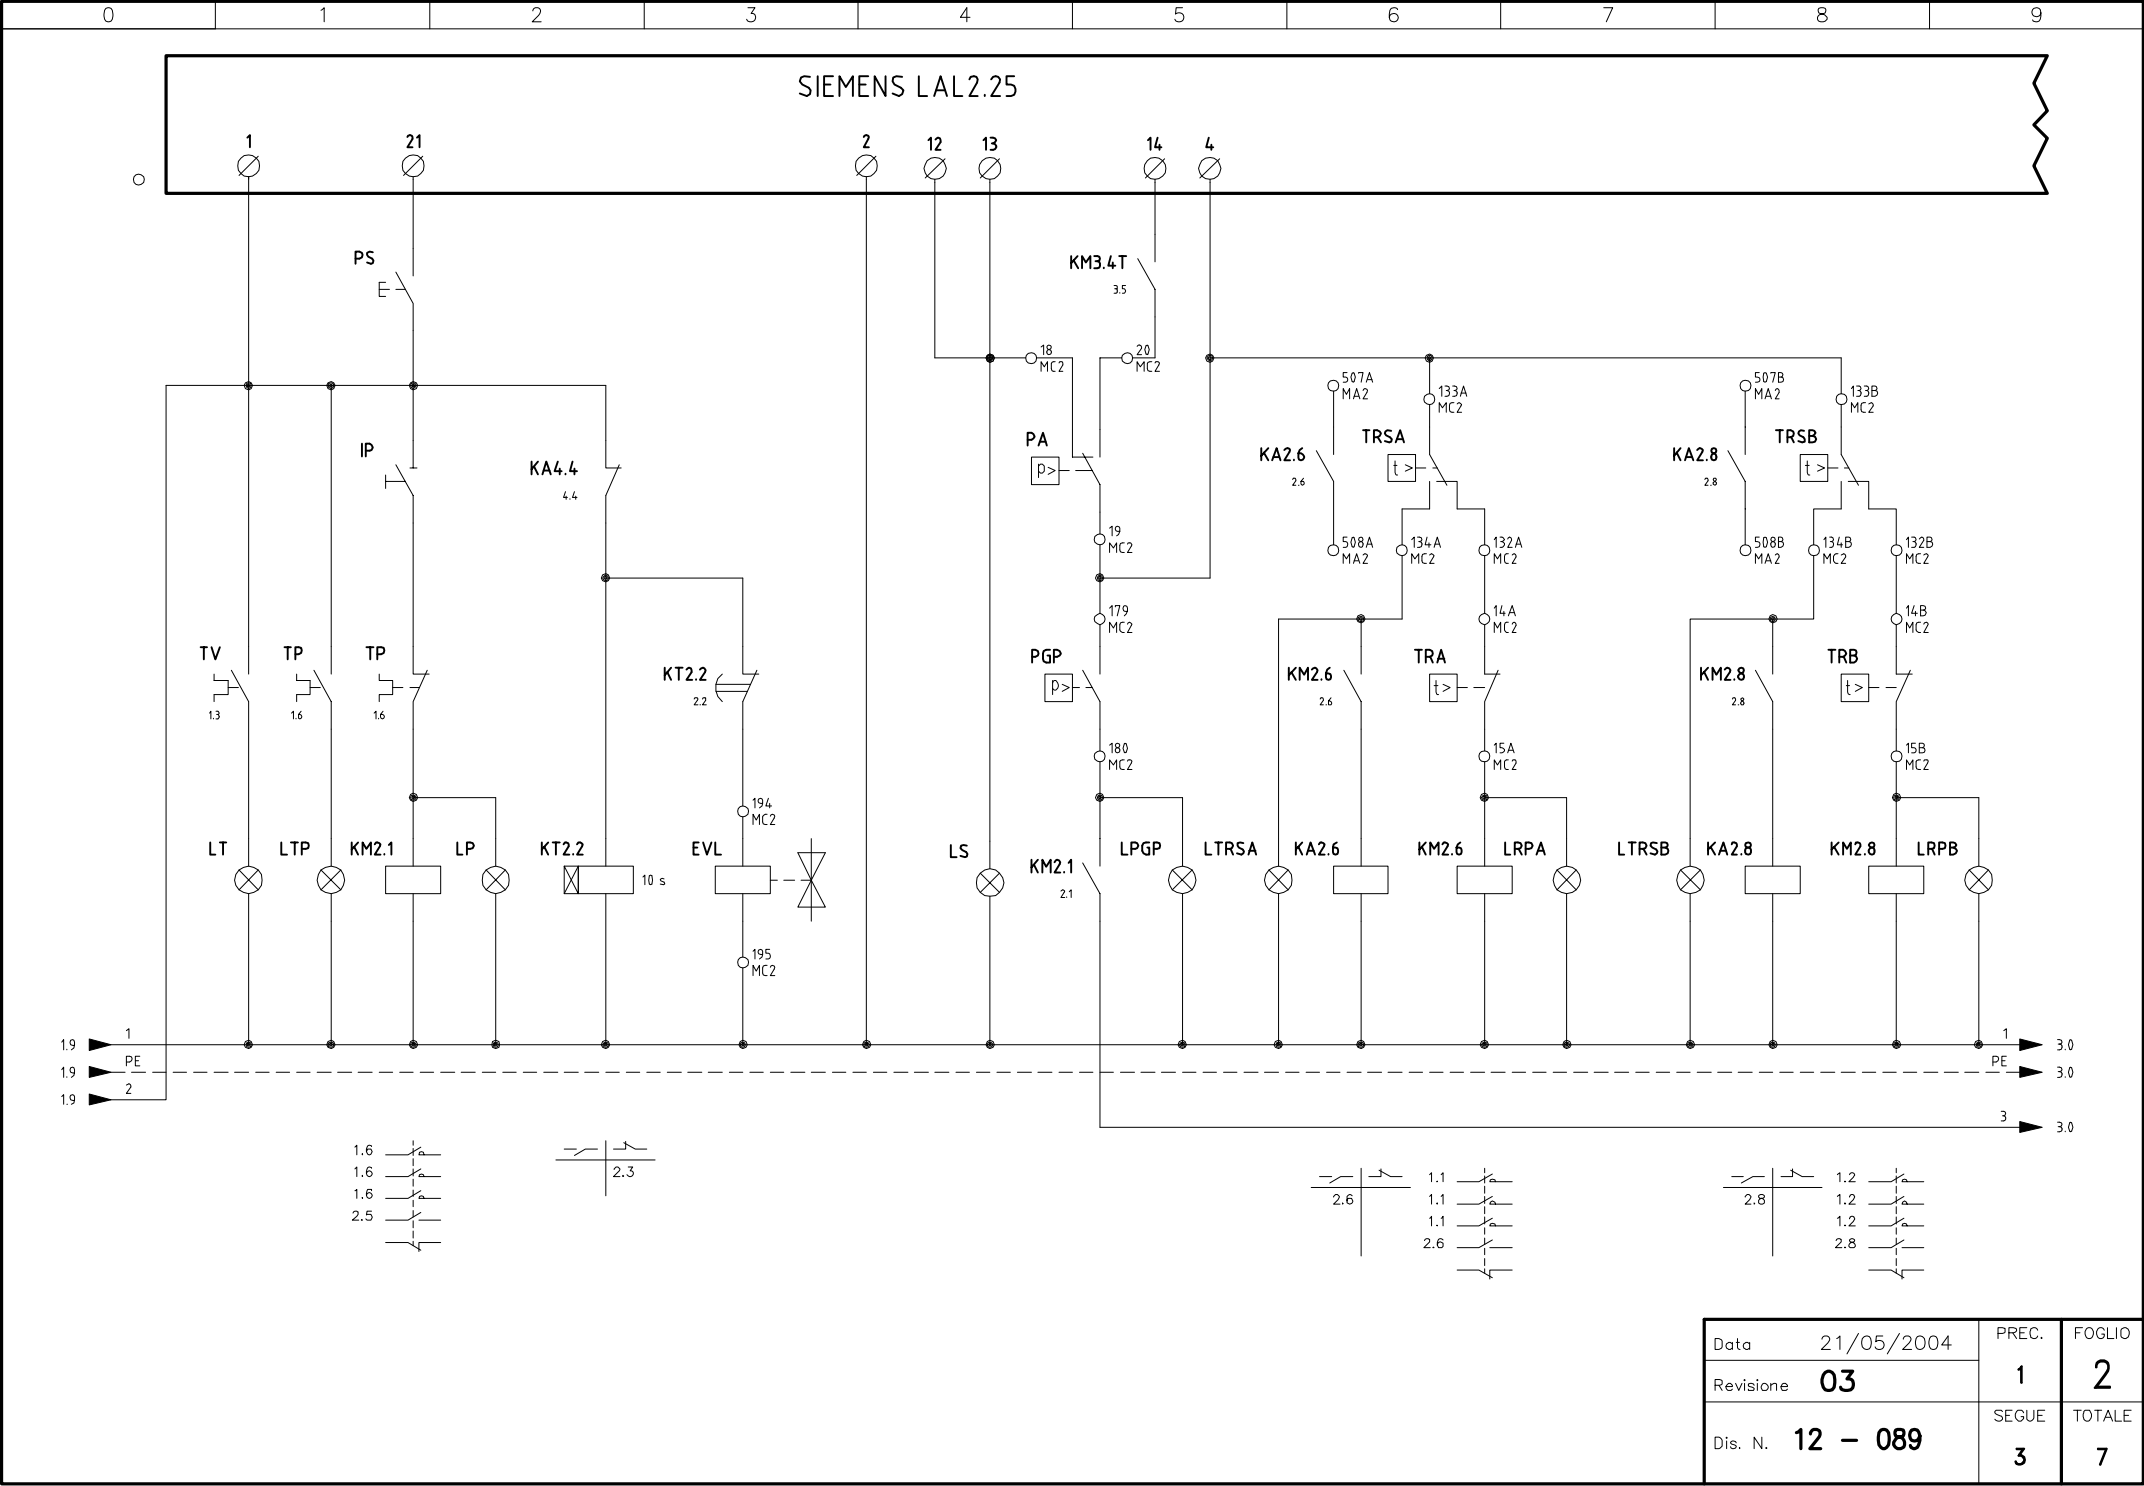 0 1 2 3 4 5 6 7 8 9
SIEMENS LAL2.25
1 21 2 12 13 14 4
PS
KM3.4T
3.5
18
MC2
20
MC2
507A
MA2
133A
MC2
507B
MA2
133B
MC2
IP
KA4.4
4.4
PA
p>
KA2.6
2.6
TRSA
t >
KA2.8
2.8
TRSB
t >
19
MC2
508A
MA2
134A
MC2
132A
MC2
508B
MA2
134B
MC2
132B
MC2
179
MC2
14A
MC2
14B
MC2
TV
1.3
TP
1.6
TP
1.6
KT2.2
2.2
PGP
p>
KM2.6
2.6
TRA
t>
KM2.8
2.8
TRB
t>
180
MC2
15A
MC2
15B
MC2
194
MC2
LT
LTP
KM2.1
LP
KT2.2
10 s
EVL
LS
KM2.1
2.1
LPGP
LTRSA
KA2.6
KM2.6
LRPA
LTRSB
KA2.8
KM2.8
LRPB
195
MC2
1.9 1 1 3.0
1.9 PE PE 3.0
1.9 2
3 3.0
1.6
1.6
1.6
2.5
2.3
2.6
1.1
1.1
1.1
2.6
2.8
1.2
1.2
1.2
2.8
Data 21/05/2004
Revisione 03
Dis. N. 12 - 089
PREC.
1
FOGLIO
2
SEGUE
3
TOTALE
7